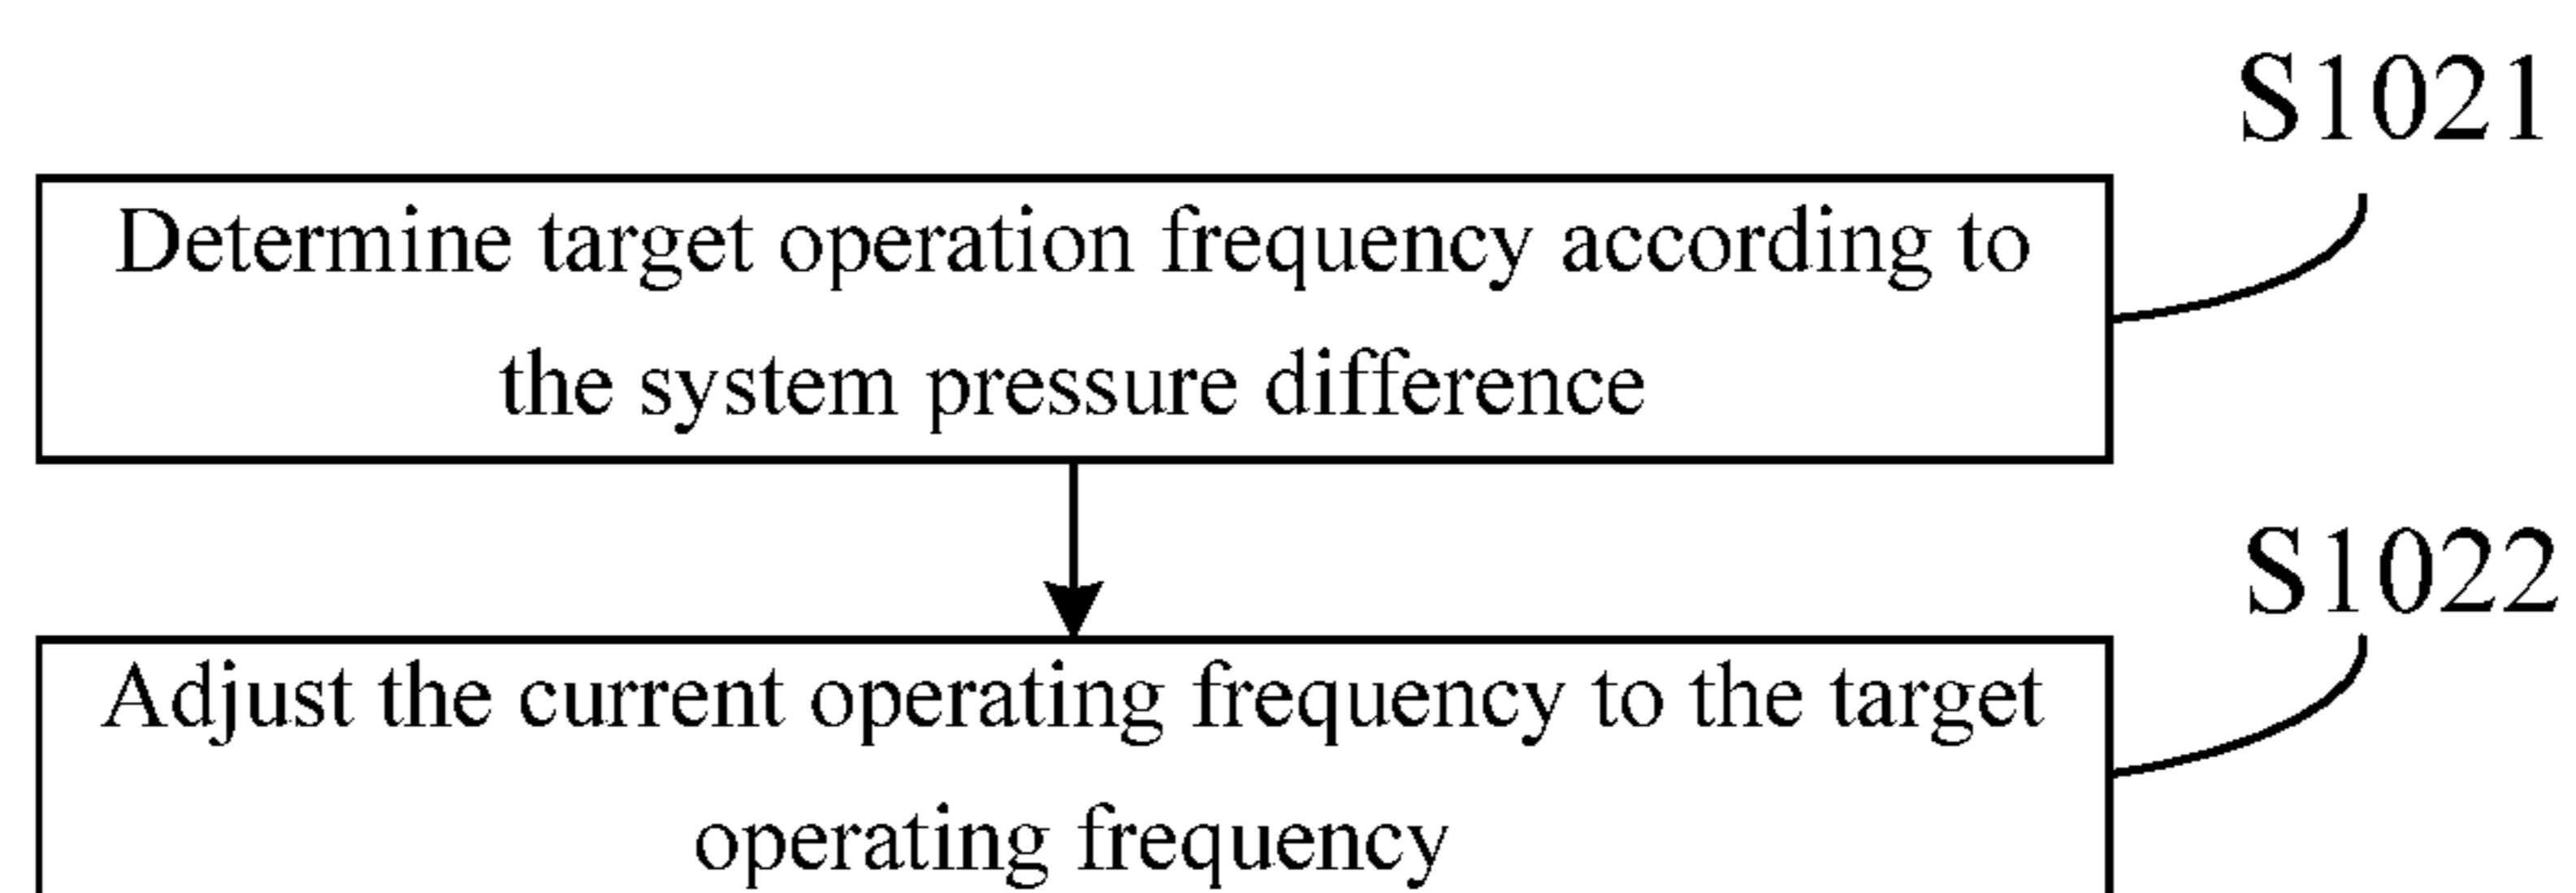 S1021
Determine target operation frequency according to
the system pressure difference
S1022
Adjust the current operating frequency to the target
operating frequency